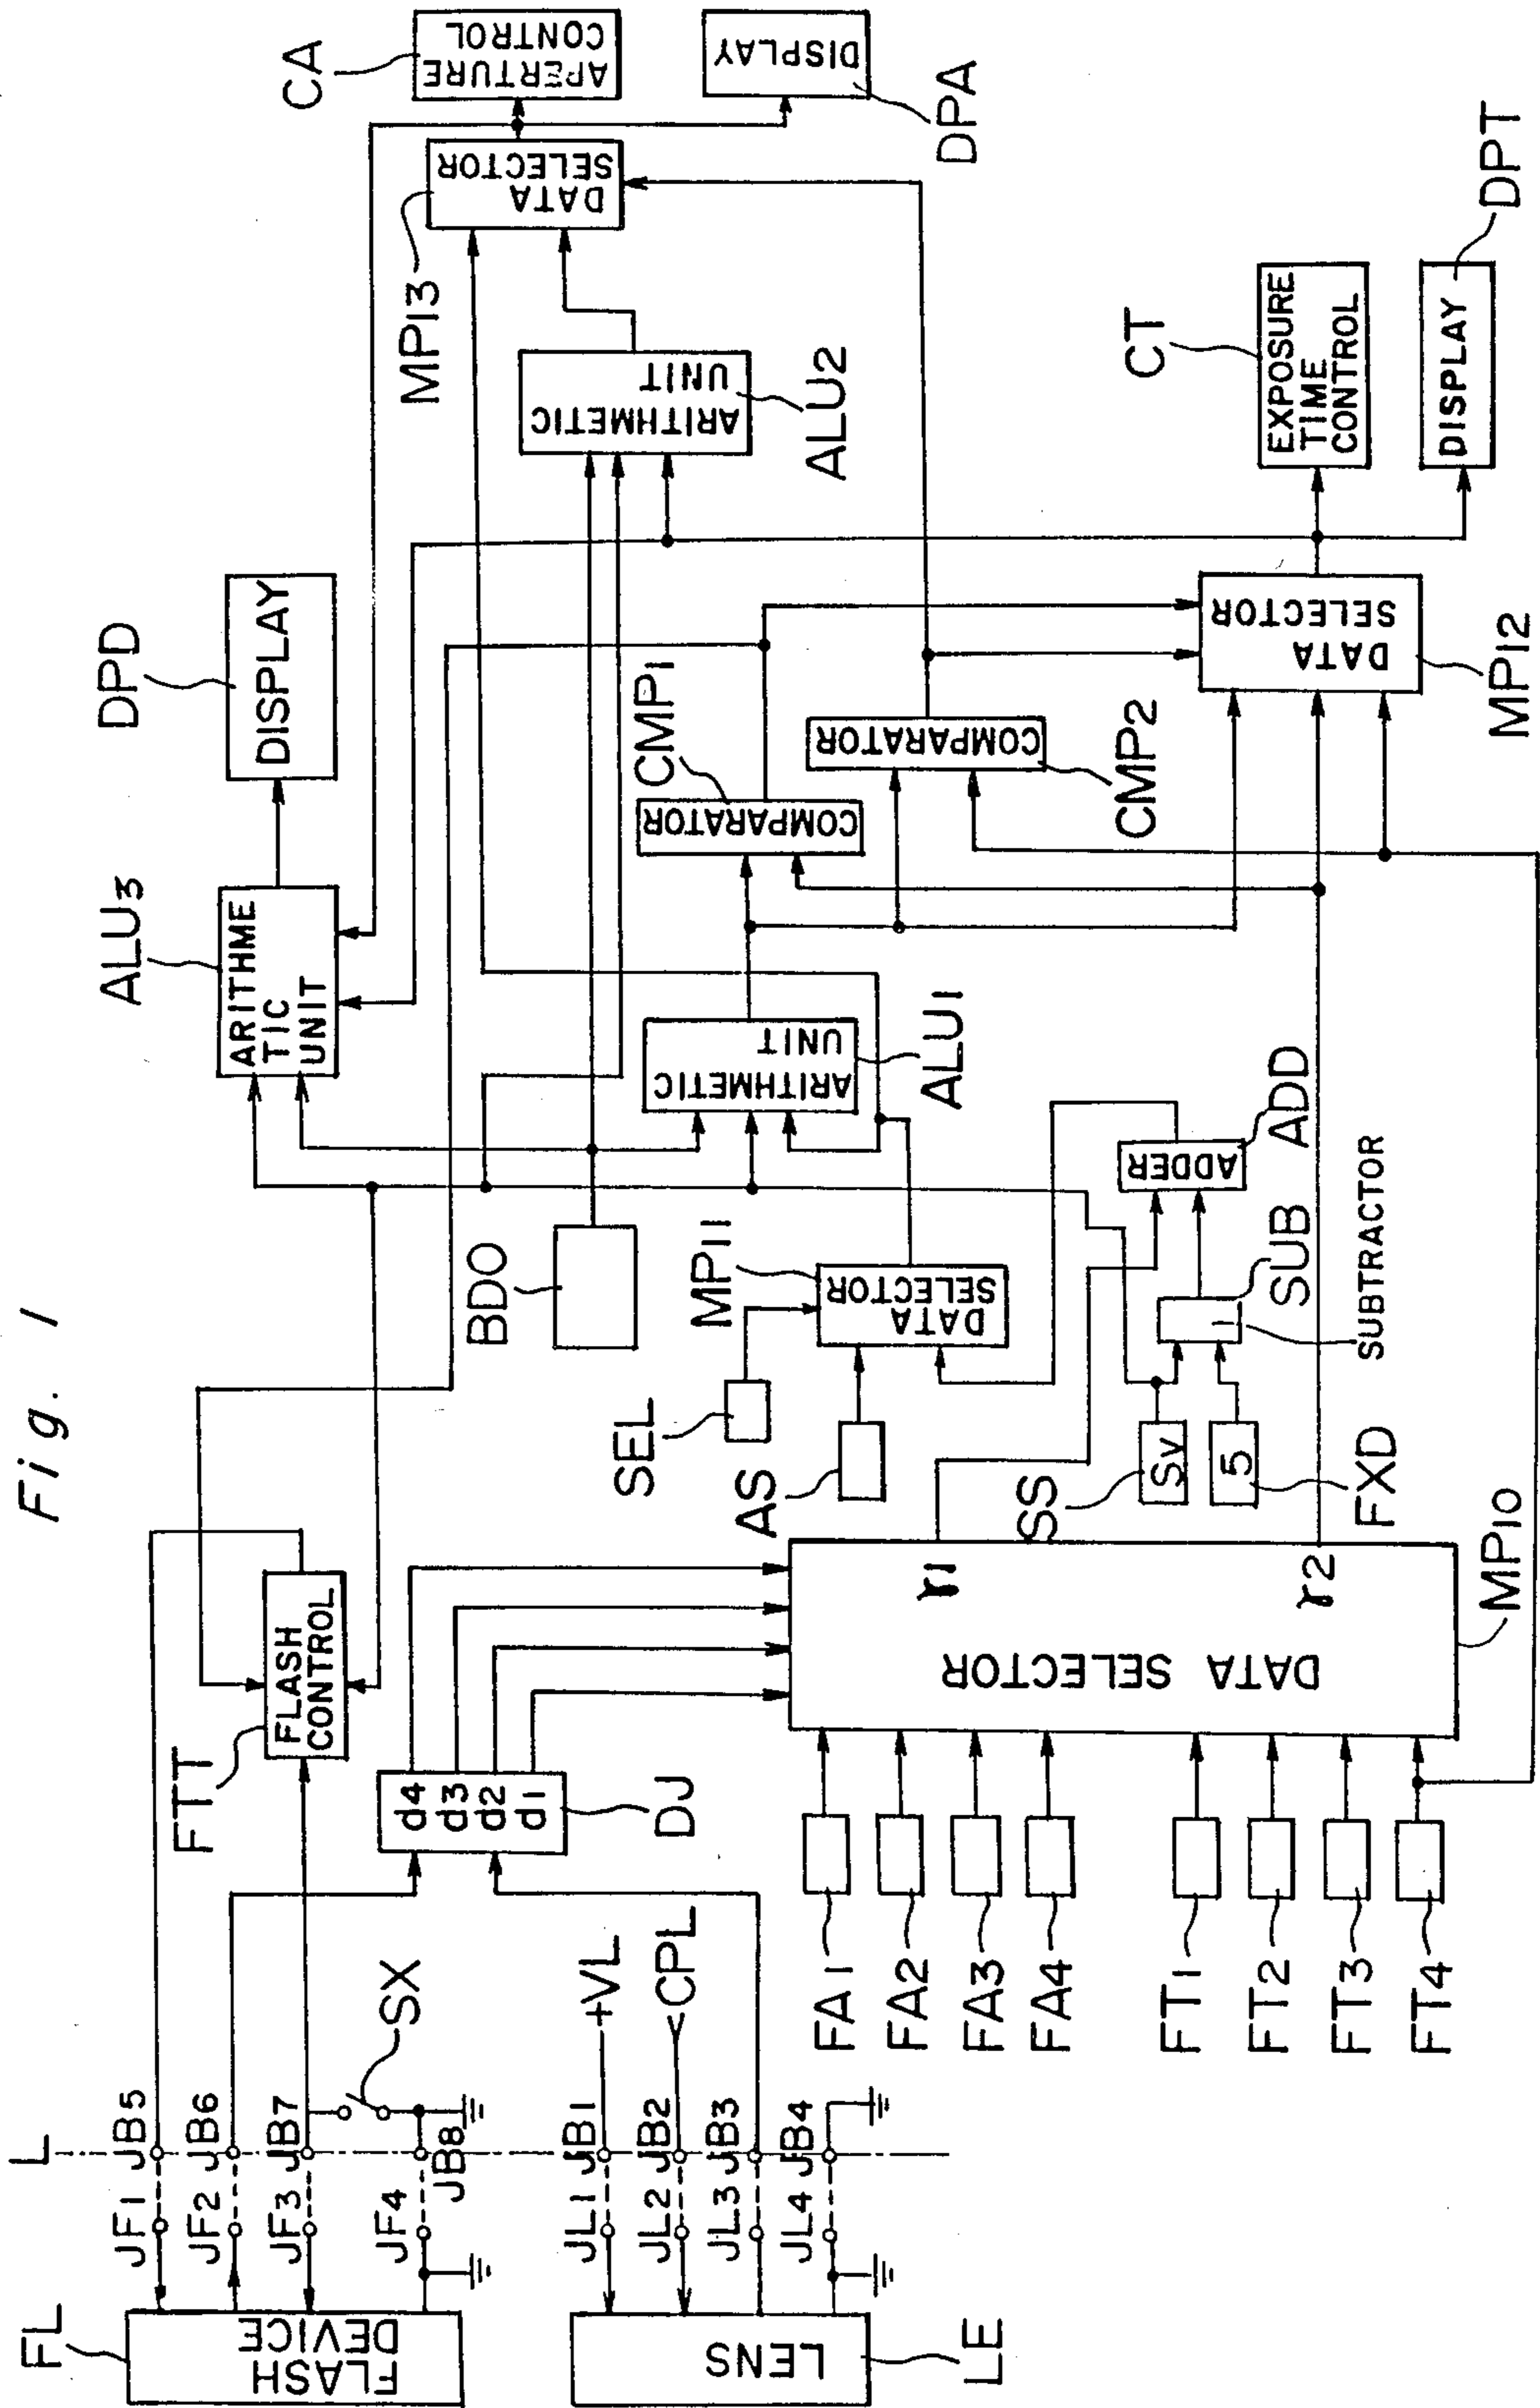 Fig. 1
CA
APERTURE
CONTROL
DISPLAY
DPA
DATA
SELECTOR
MP13
DPT
CT
EXPOSURE
TIME
CONTROL
DISPLAY
ARITHMETIC
UNIT
ALU2
DPD
DISPLAY
CMP1
COMPARATOR
COMPARATOR
CMP2
DATA
SELECTOR
MP12
ALU3
ARITHME
TIC
UNIT
ARITHMETIC
UNIT
ALU1
ADDER
ADD
BDO
MP11
DATA
SELECTOR
SUB
SUBTRACTOR
SEL
AS
SS
Sv
5
FXD
FTT
FLASH
CONTROL
d4
d3
d2
d1
DJ
γ1
γ2
DATA SELECTOR
MP10
FA1
FA2
FA3
FA4
FT1
FT2
FT3
FT4
SX
+VL
CPL
L
JB5
JB6
JB7
JB8
JB1
JB2
JB3
JB4
JF1
JF2
JF3
JF4
JL1
JL2
JL3
JL4
FL
FLASH
DEVICE
LENS
LE